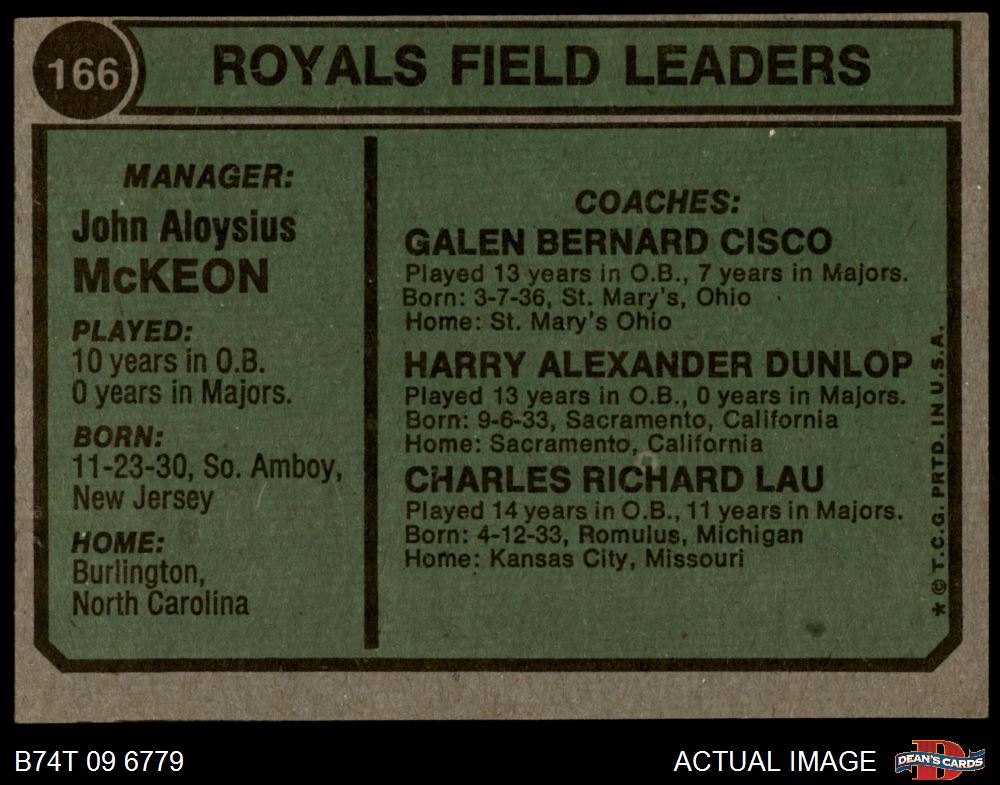 166
ROYALS FIELD LEADERS
MANAGER:
John Aloysius
McKEON
PLAYED:
10 years in O.B.
0 years in Majors.
BORN:
11-23-30, So. Amboy,
New Jersey
HOME:
Burlington,
North Carolina
COACHES:
GALEN BERNARD CISCO
Played 13 years in O.B., 7 years in Majors.
Born: 3-7-36, St. Mary's, Ohio
Home: St. Mary's Ohio
HARRY ALEXANDER DUNLOP
Played 13 years in O.B., 0 years in Majors.
Born: 9-6-33, Sacramento, California
Home: Sacramento, California
CHARLES RICHARD LAU
Played 14 years in O.B., 11 years in Majors.
Born: 4-12-33, Romulus, Michigan
Home: Kansas City, Missouri
* © T.C.G. PRTD. IN U.S.A.
B74T 09 6779
ACTUAL IMAGE
D
DEAN'S CARDS